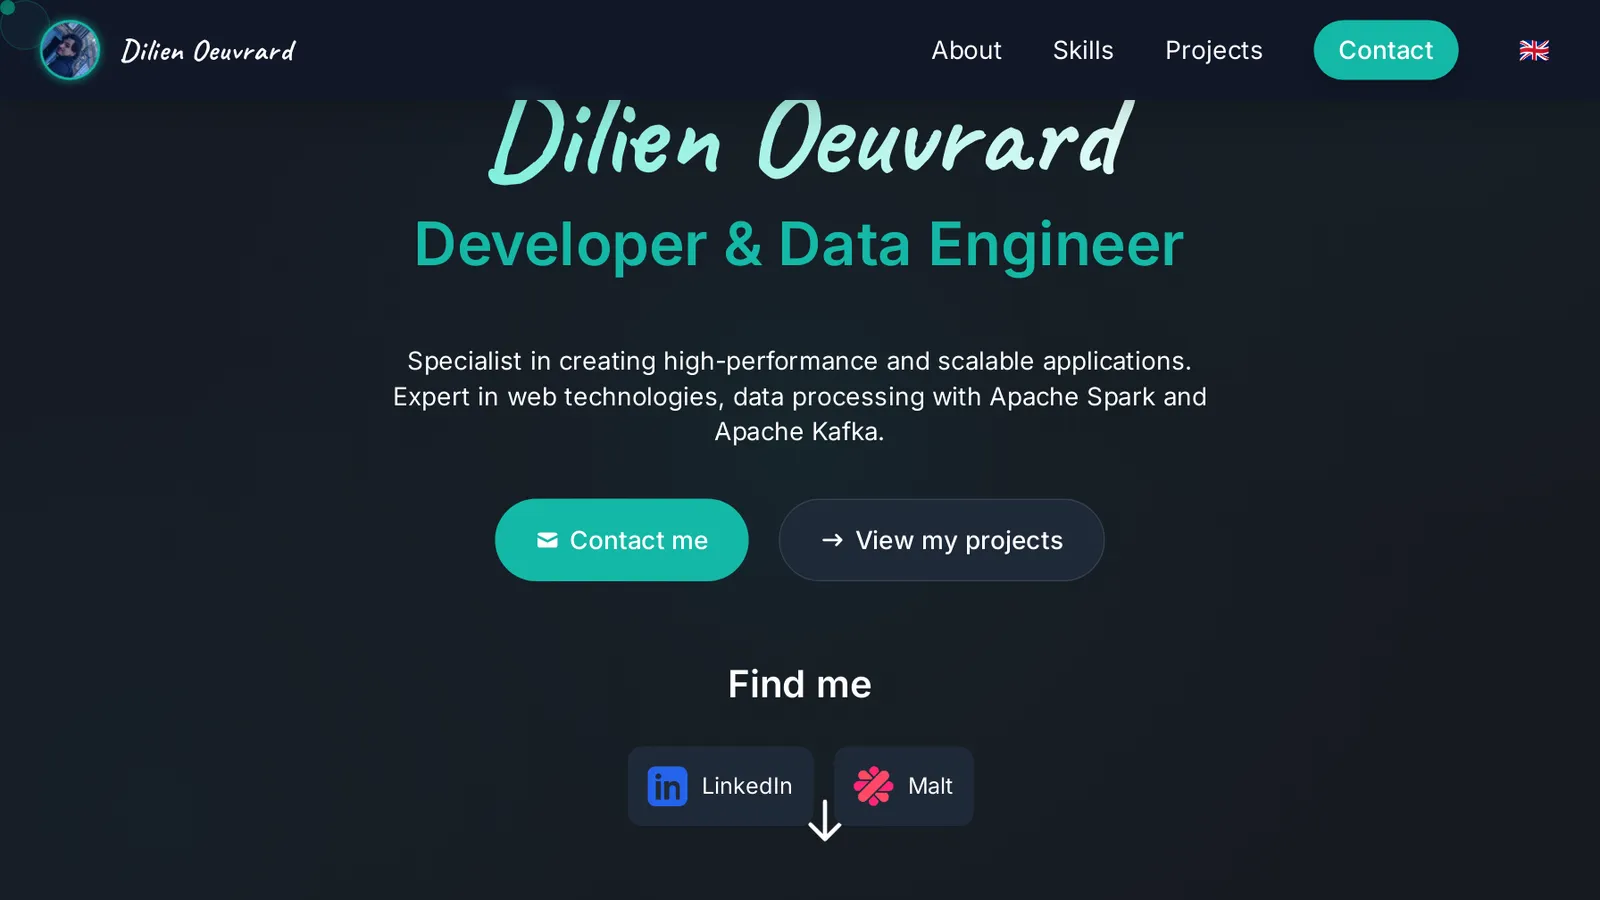 Dilien Oeuvrard
About
Skills
Projects
Contact
Dilien Oeuvrard
Developer & Data Engineer
Specialist in creating high-performance and scalable applications.
Expert in web technologies, data processing with Apache Spark and
Apache Kafka.
Contact me
View my projects
Find me
in LinkedIn
Malt